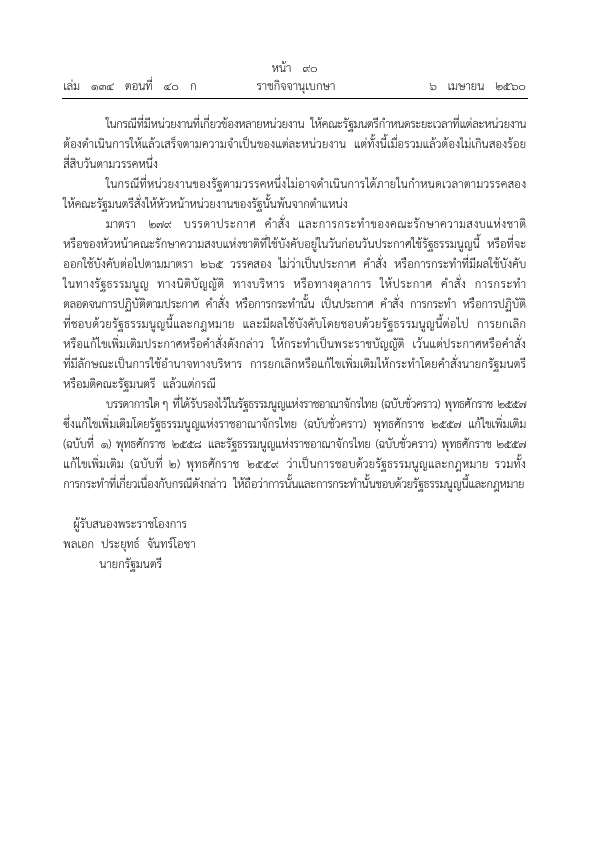 หน้า ๙๐
เล่ม ๑๓๔ ตอนที่ ๔๐ ก ราชกิจจานุเบกษา ๖ เมษายน ๒๕๖๐
ในกรณีที่มีหน่วยงานที่เกี่ยวข้องหลายหน่วยงาน ให้คณะรัฐมนตรีกำหนดระยะเวลาที่แต่ละหน่วยงาน
ต้องดำเนินการให้แล้วเสร็จตามความจำเป็นของแต่ละหน่วยงาน แต่ทั้งนี้เมื่อรวมแล้วต้องไม่เกินสองร้อย
สี่สิบวันตามวรรคหนึ่ง
ในกรณีที่หน่วยงานของรัฐตามวรรคหนึ่งไม่อาจดำเนินการได้ภายในกำหนดเวลาตามวรรคสอง
ให้คณะรัฐมนตรีสั่งให้หัวหน้าหน่วยงานของรัฐนั้นพ้นจากตำแหน่ง
มาตรา ๒๗๙ บรรดาประกาศ คำสั่ง และการกระทำของคณะรักษาความสงบแห่งชาติ
หรือของหัวหน้าคณะรักษาความสงบแห่งชาติที่ใช้บังคับอยู่ในวันก่อนวันประกาศใช้รัฐธรรมนูญนี้ หรือที่จะ
ออกใช้บังคับต่อไปตามมาตรา ๒๖๕ วรรคสอง ไม่ว่าเป็นประกาศ คำสั่ง หรือการกระทำที่มีผลใช้บังคับ
ในทางรัฐธรรมนูญ ทางนิติบัญญัติ ทางบริหาร หรือทางตุลาการ ให้ประกาศ คำสั่ง การกระทำ
ตลอดจนการปฏิบัติตามประกาศ คำสั่ง หรือการกระทำนั้น เป็นประกาศ คำสั่ง การกระทำ หรือการปฏิบัติ
ที่ชอบด้วยรัฐธรรมนูญนี้และกฎหมาย และมีผลใช้บังคับโดยชอบด้วยรัฐธรรมนูญนี้ต่อไป การยกเลิก
หรือแก้ไขเพิ่มเติมประกาศหรือคำสั่งดังกล่าว ให้กระทำเป็นพระราชบัญญัติ เว้นแต่ประกาศหรือคำสั่ง
ที่มีลักษณะเป็นการใช้อำนาจทางบริหาร การยกเลิกหรือแก้ไขเพิ่มเติมให้กระทำโดยคำสั่งนายกรัฐมนตรี
หรือมติคณะรัฐมนตรี แล้วแต่กรณี
บรรดาการใด ๆ ที่ได้รับรองไว้ในรัฐธรรมนูญแห่งราชอาณาจักรไทย (ฉบับชั่วคราว) พุทธศักราช ๒๕๕๗
ซึ่งแก้ไขเพิ่มเติมโดยรัฐธรรมนูญแห่งราชอาณาจักรไทย (ฉบับชั่วคราว) พุทธศักราช ๒๕๕๗ แก้ไขเพิ่มเติม
(ฉบับที่ ๑) พุทธศักราช ๒๕๕๘ และรัฐธรรมนูญแห่งราชอาณาจักรไทย (ฉบับชั่วคราว) พุทธศักราช ๒๕๕๗
แก้ไขเพิ่มเติม (ฉบับที่ ๒) พุทธศักราช ๒๕๕๙ ว่าเป็นการชอบด้วยรัฐธรรมนูญและกฎหมาย รวมทั้ง
การกระทำที่เกี่ยวเนื่องกับกรณีดังกล่าว ให้ถือว่าการนั้นและการกระทำนั้นชอบด้วยรัฐธรรมนูญนี้และกฎหมาย
ผู้รับสนองพระราชโองการ
พลเอก ประยุทธ์ จันทร์โอชา
นายกรัฐมนตรี